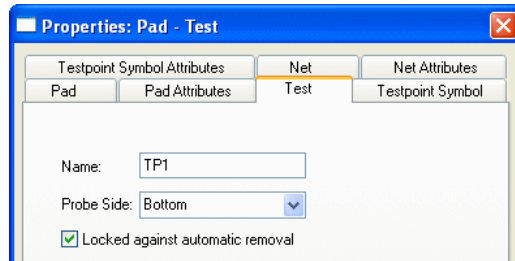 Properties: Pad - Test
Testpoint Symbol Attributes Net Net Attributes
Pad Pad Attributes Test Testpoint Symbol
Name: TP1
Probe Side: Bottom
Locked against automatic removal